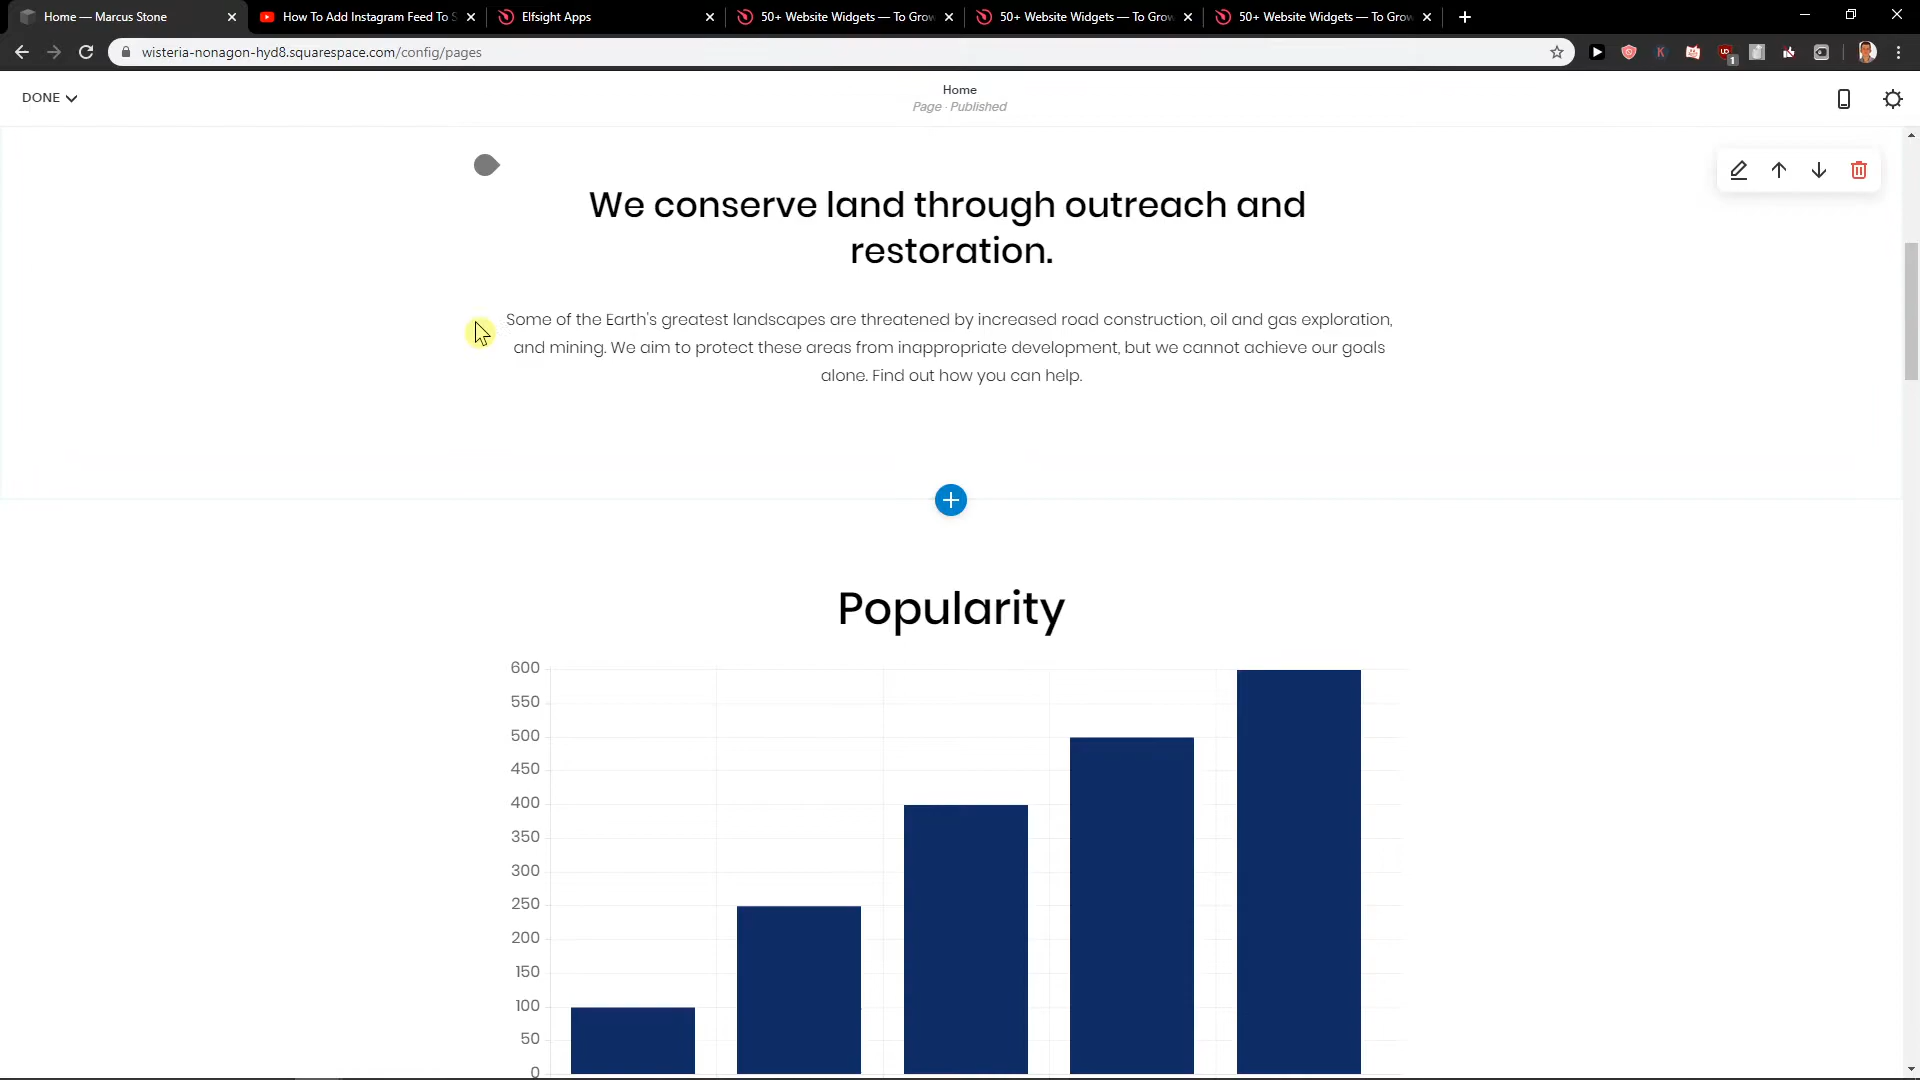 Home — Marcus Stone
How To Add Instagram Feed To S
Elfsight Apps
50+ Website Widgets — To Grow
50+ Website Widgets — To Grow
50+ Website Widgets — To Grow
wisteria-nonagon-hyd8.squarespace.com/config/pages
DONE
Home
Page · Published
We conserve land through outreach and
restoration.
Some of the Earth's greatest landscapes are threatened by increased road construction, oil and gas exploration,
and mining. We aim to protect these areas from inappropriate development, but we cannot achieve our goals
alone. Find out how you can help.
Popularity
600
550
500
450
400
350
300
250
200
150
100
50
0